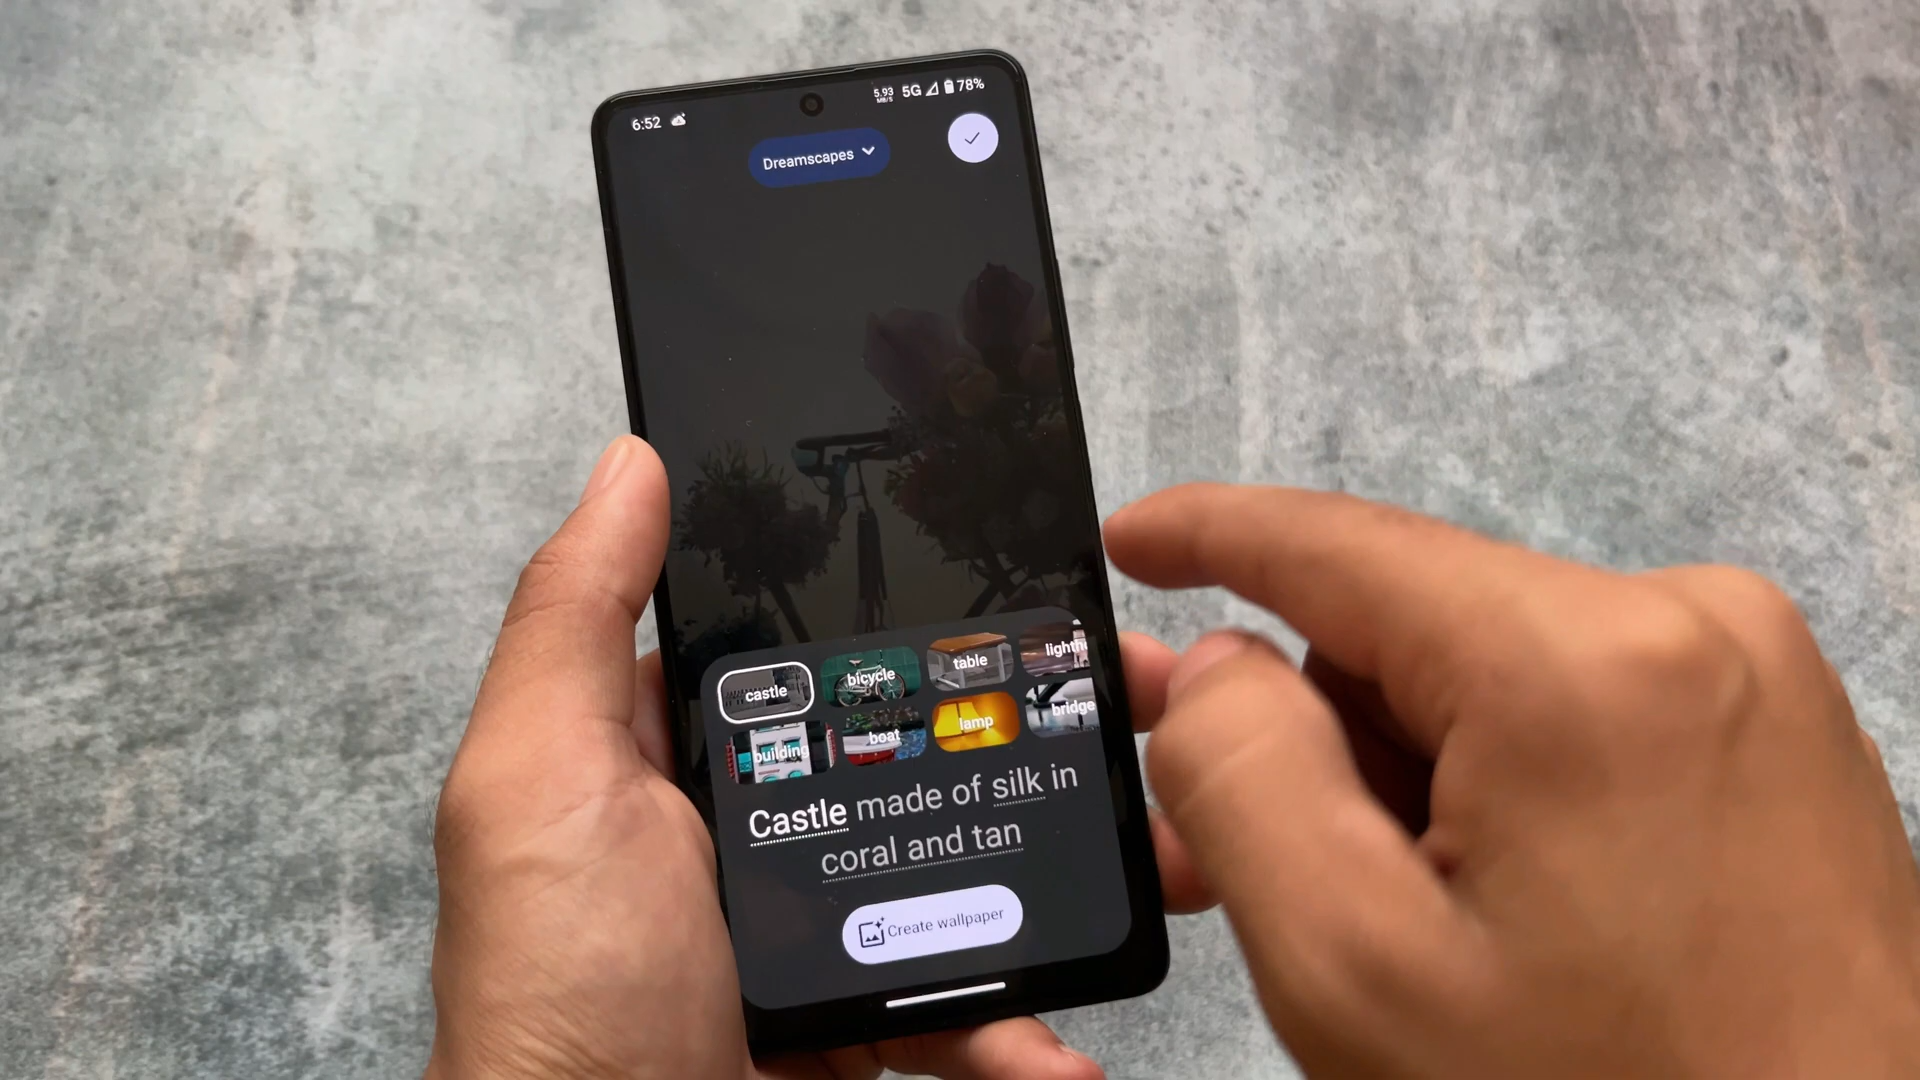 6:52
5.93
MB/S
5G
78%
Dreamscapes
castle
bicycle
table
building
boat
lamp
bridge
Castle made of silk in
coral and tan
Create wallpaper